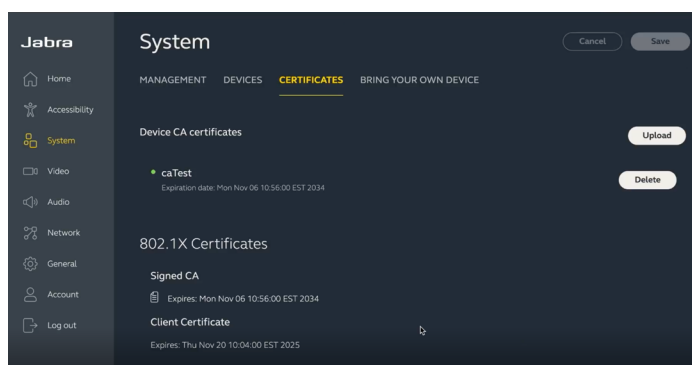 Jabra
System
Cancel
Save
Home
MANAGEMENT DEVICES CERTIFICATES BRING YOUR OWN DEVICE
Accessibility
Device CA certificates
Upload
System
caTest
Delete
Video
Expiration date: Mon Nov 06 10:56:00 EST 2034
Audio
Network
802.1X Certificates
General
Signed CA
Account
Expires: Mon Nov 06 10:56:00 EST 2034
Client Certificate
Log out
Expires: Thu Nov 20 10:04:00 EST 2025